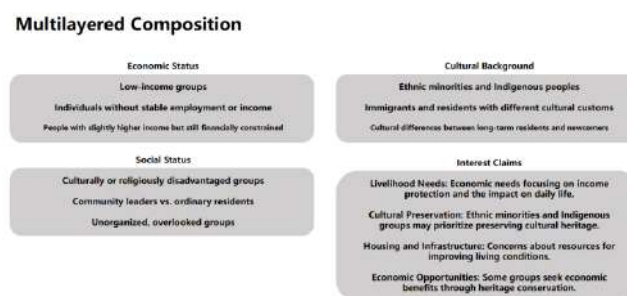 Multilayered Composition
Economic Status
Low-income groups
Individuals without stable employment or income
People with slightly higher income but still financially constrained
Cultural Background
Ethnic minorities and Indigenous peoples
Immigrants and residents with different cultural customs
Cultural differences between long-term residents and newcomers
Social Status
Culturally or religiously disadvantaged groups
Community leaders vs. ordinary residents
Unorganized, overlooked groups
Interest Claims
Livelihood Needs: Economic needs focusing on income
protection and the impact on daily life.
Cultural Preservation: Ethnic minorities and Indigenous
groups may prioritize preserving cultural heritage.
Housing and Infrastructure: Concerns about resources for
improving living conditions.
Economic Opportunities: Some groups seek economic
benefits through heritage conservation.